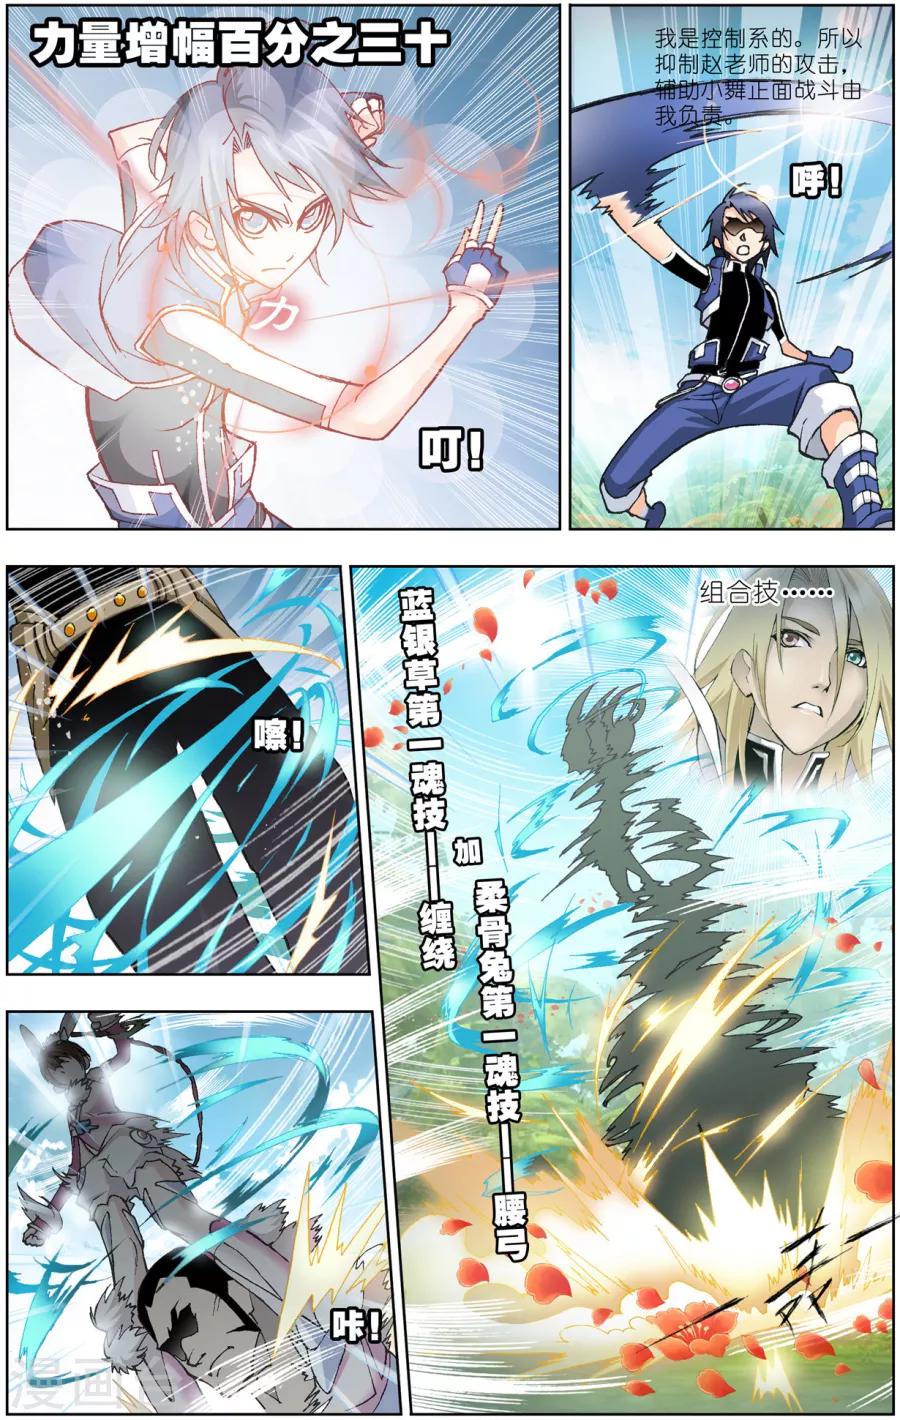 力量增幅百分之三十
力
叮！
我是控制系的。所以
抑制赵老师的攻击，
辅助小舞正面战斗由
我负责。
呼！
嚓！
组合技……
蓝银草第一魂技——缠绕
加
柔骨兔第一魂技——腰弓
咔！